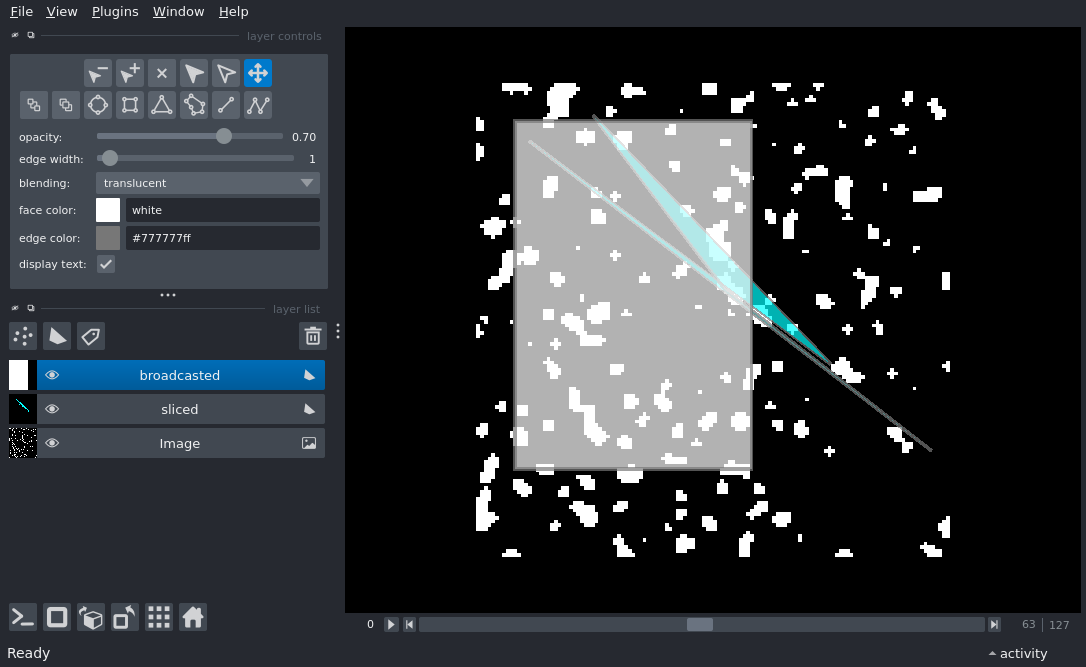 File View Plugins Window Help
layer controls
opacity: 0.70
edge width: 1
blending: translucent
face color: white
edge color: #777777ff
display text:
layer list
broadcasted
sliced
Image
0 63 127
Ready activity